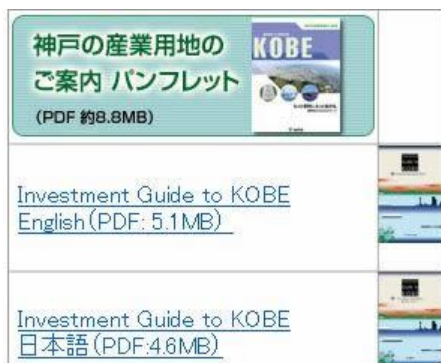 神戸の産業用地の
ご案内 パンフレット
(PDF 約8.8MB)
KOBE
Investment Guide to KOBE
English(PDF: 5.1MB)
Investment Guide to KOBE
日本語(PDF:4.6MB)